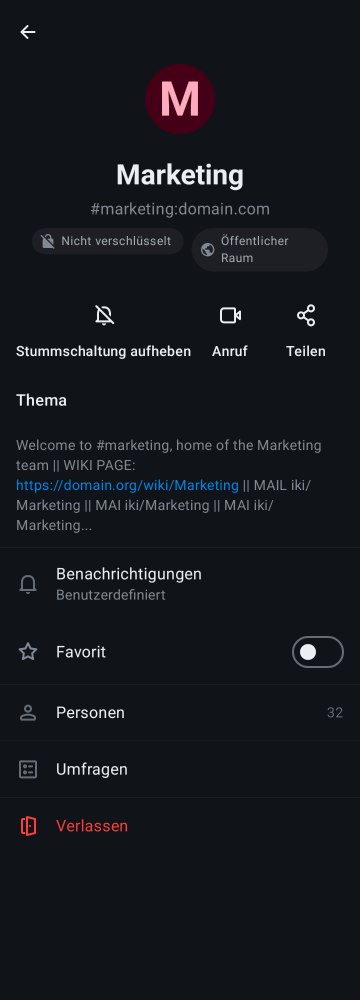 M
Marketing
#marketing:domain.com
Nicht verschlüsselt
Öffentlicher
Raum
Stummschaltung aufheben Anruf Teilen
Thema
Welcome to #marketing, home of the Marketing
team || WIKI PAGE:
https://domain.org/wiki/Marketing || MAIL iki/
Marketing || MAI iki/Marketing || MAI iki/
Marketing...
Benachrichtigungen
Benutzerdefiniert
Favorit
Personen 32
Umfragen
Verlassen